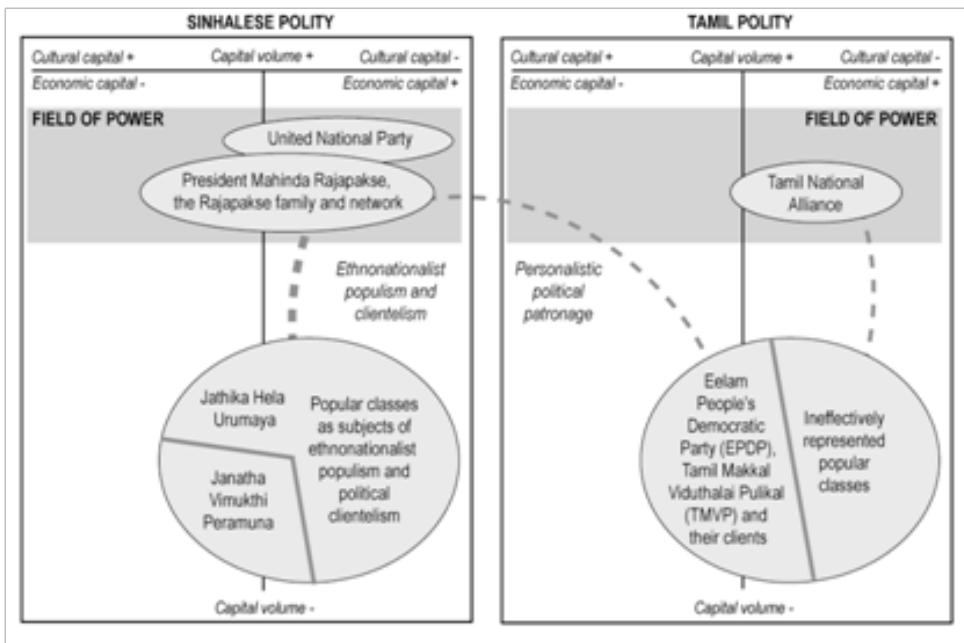 SINHALESE POLITY
Cultural capital +
Capital volume +
Cultural capital -
Economic capital -
Economic capital +
FIELD OF POWER
United National Party
President Mahinda Rajapakse,
the Rajapakse family and network
Ethnonationalist
populism and
clientelism
Jathika Hela
Urumaya
Janatha
Vimukthi
Peramuna
Popular classes
as subjects of
ethnonationalist
populism and
political
clientelism
Capital volume -
TAMIL POLITY
Cultural capital +
Capital volume +
Cultural capital -
Economic capital -
Economic capital +
FIELD OF POWER
Tamil National
Alliance
Personalistic
political
patronage
Eelam
People's
Democratic
Party (EPDP),
Tamil Makkal
Viduthalai Pulikal
(TMVP) and
their clients
Ineffectively
represented
popular
classes
Capital volume -